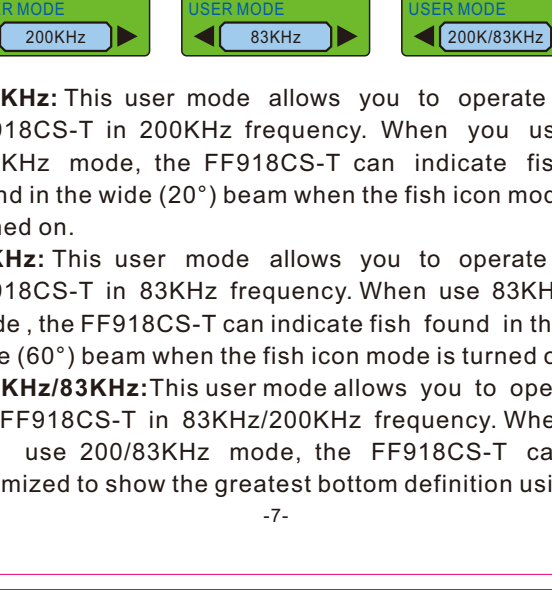 ER MODE USER MODE USER MODE
200KHz 83KHz 200K/83KHz
KHz: This user mode allows you to operate
918CS-T in 200KHz frequency. When you us
KHz mode, the FF918CS-T can indicate fis
nd in the wide (20°) beam when the fish icon mod
ned on.
KHz: This user mode allows you to operate
918CS-T in 83KHz frequency. When use 83KH
de , the FF918CS-T can indicate fish found in th
e (60°) beam when the fish icon mode is turned o
KHz/83KHz:This user mode allows you to ope
FF918CS-T in 83KHz/200KHz frequency. Whe
use 200/83KHz mode, the FF918CS-T ca
mized to show the greatest bottom definition usi
-7-